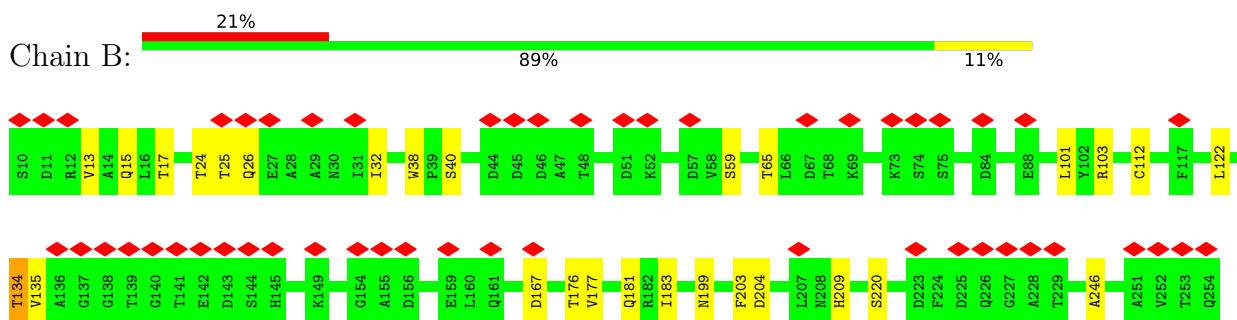 21%
Chain B:
89% 11%
S10 D11 R12 V13 A14 Q15 L16 T17 T24 T25 Q26 E27 A28 A29 N30 I31 I32 W38 P39 S40 D44 D45 D46 A47 T48 D51 K52 D57 V58 S59 T65 L66 D67 T68 K69 K73 S74 S75 D84 E88 L101 Y102 R103 C112 F117 L122
T134 V135 A136 G137 G138 T139 G140 T141 E142 D143 S144 H145 K149 G154 A155 D156 E159 L160 Q161 D167 T176 V177 Q181 R182 I183 N199 F203 D204 L207 N208 H209 S220 D223 F224 D225 Q226 G227 A228 T229 A246 A251 V252 T253 Q254